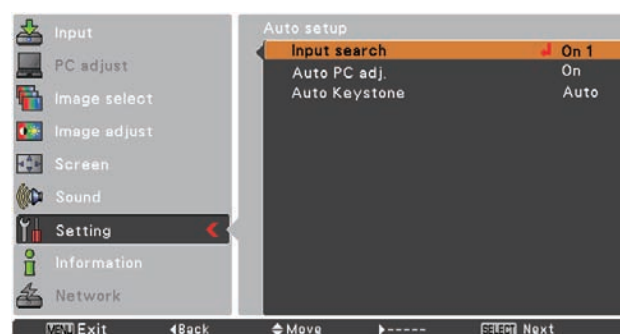 Input
PC adjust
Image select
Image adjust
Screen
Sound
Setting
Information
Network
Auto setup
Input search On 1
Auto PC adj. On
Auto Keystone Auto
MENU Exit Back Move ----- SELECT Next